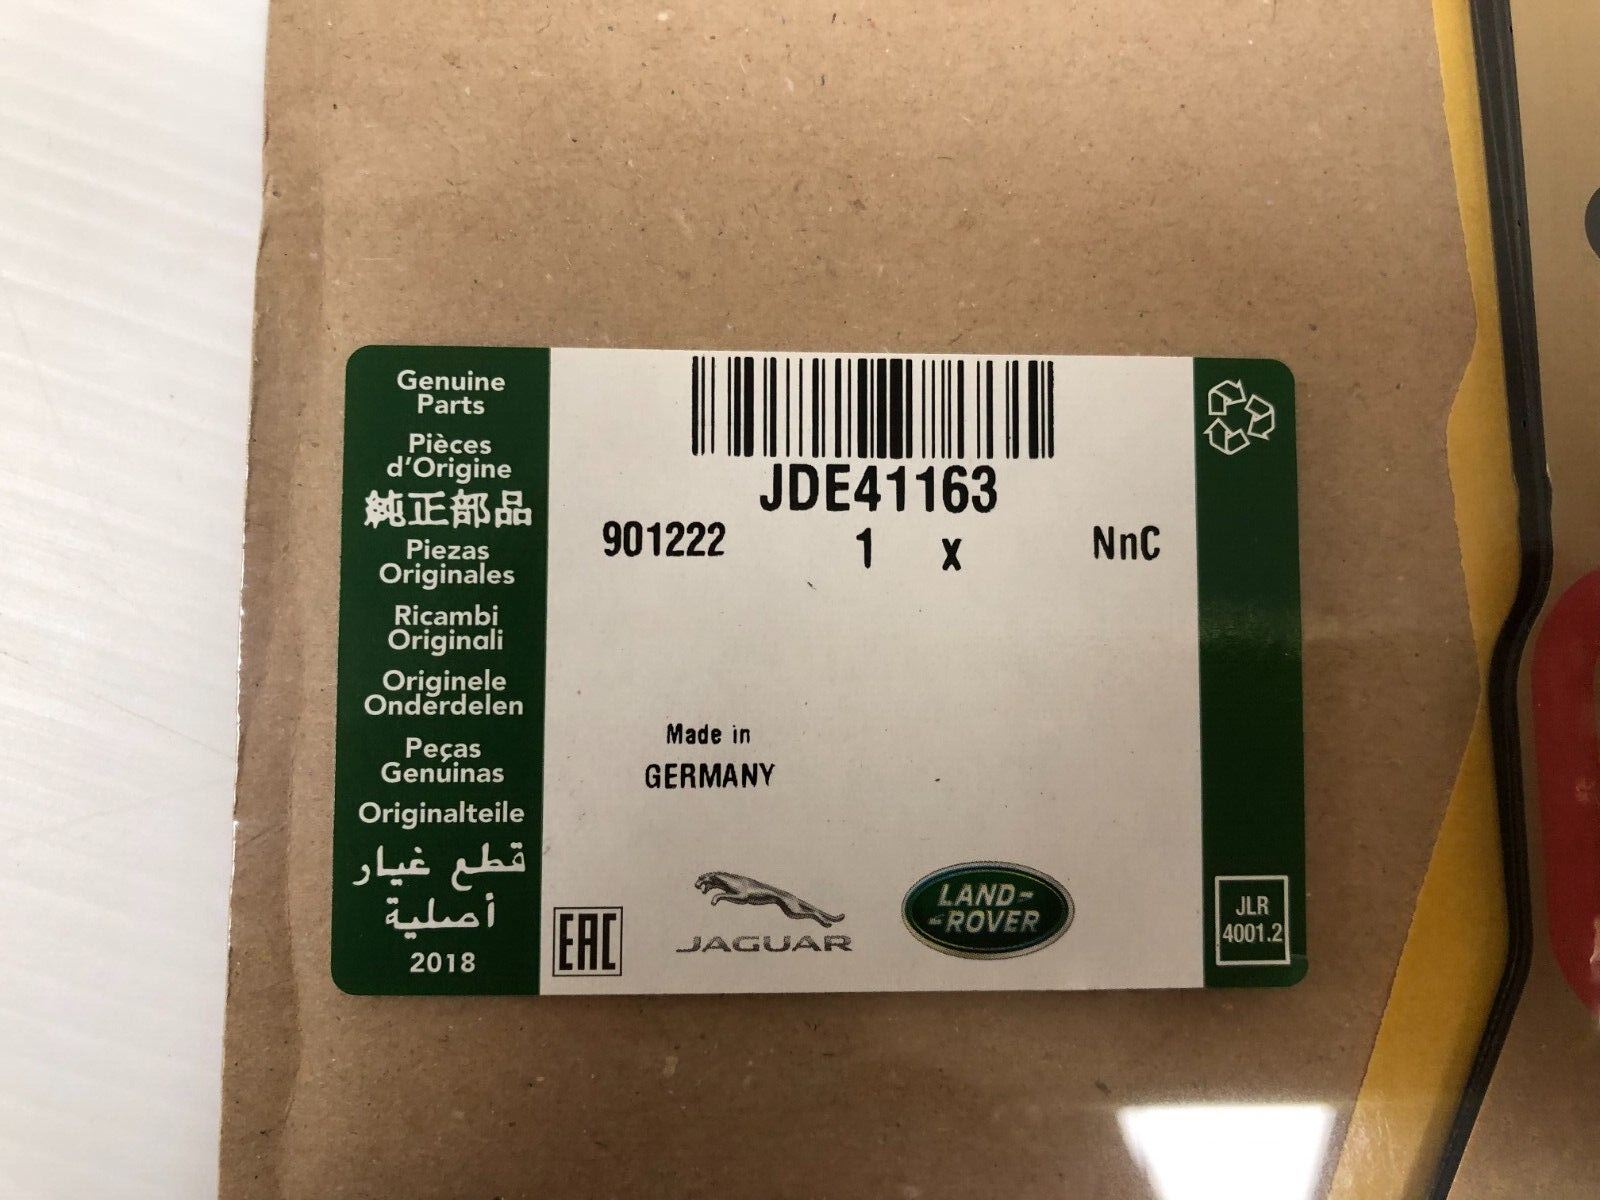 Genuine
Parts
Pièces
d'Origine
純正部品
Piezas
Originales
Ricambi
Originali
Originele
Onderdelen
Peças
Genuinas
Originalteile
قطع غيار
أصلية
2018
JDE41163
901222 1 X NnC
Made in
GERMANY
EAC
JAGUAR
LAND-
-ROVER
JLR
4001.2